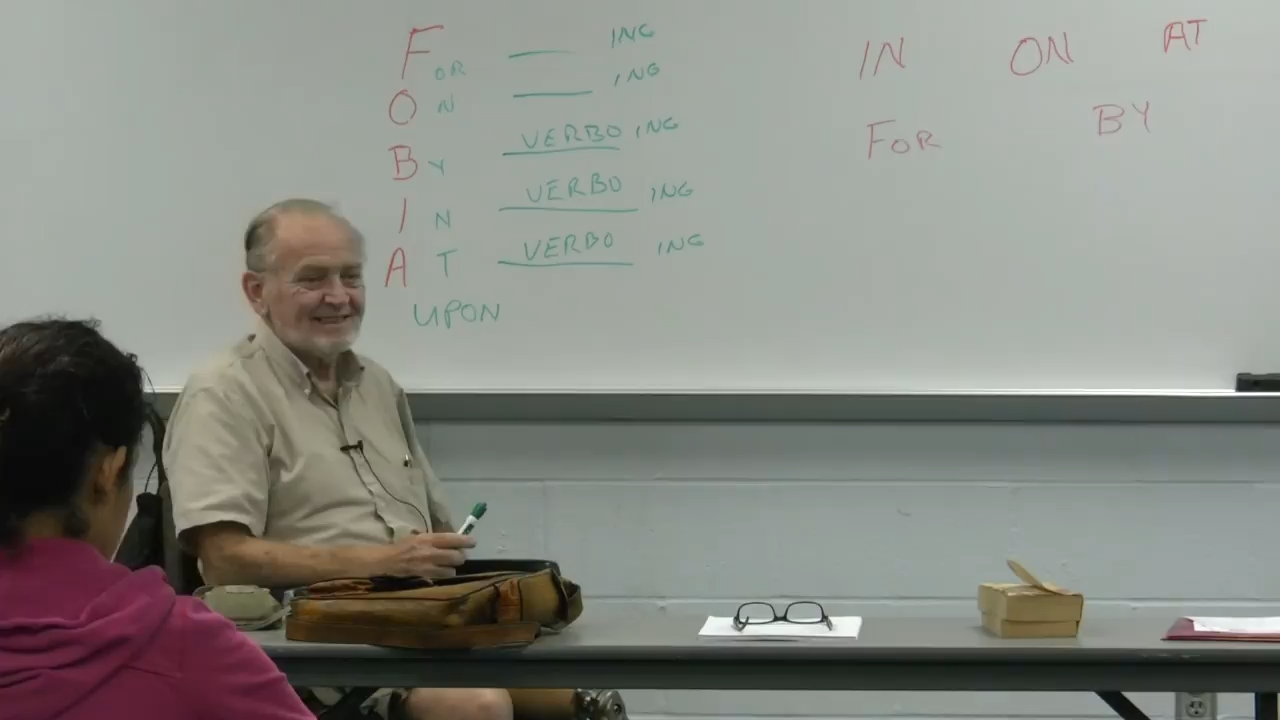 FOR ___ ING
ON ___ ING
BY VERBO ING
IN VERBO ING
AT VERBO ING
UPON
IN ON AT
FOR BY